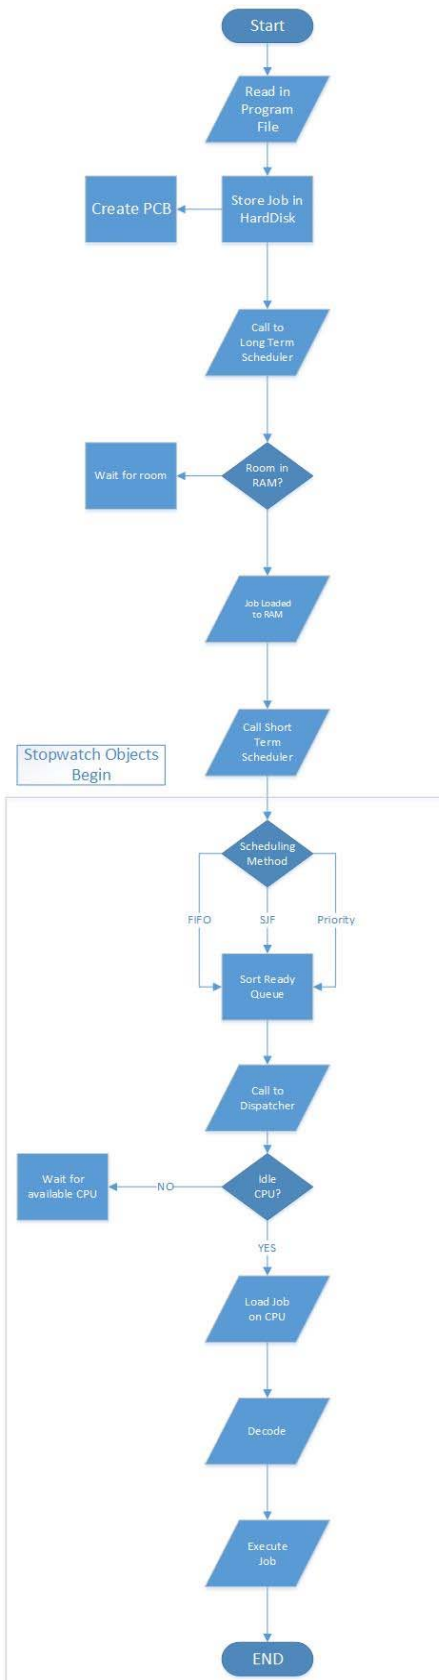 Start
Read in
Program
File
Create PCB
Store Job in
HardDisk
Call to
Long Term
Scheduler
Wait for room
Room in
RAM?
Job Loaded
to RAM
Call Short
Term
Scheduler
Stopwatch Objects
Begin
Scheduling
Method
FIFO
SJF
Priority
Sort Ready
Queue
Call to
Dispatcher
Wait for
available CPU
NO
Idle
CPU?
YES
Load Job
on CPU
Decode
Execute
Job
END